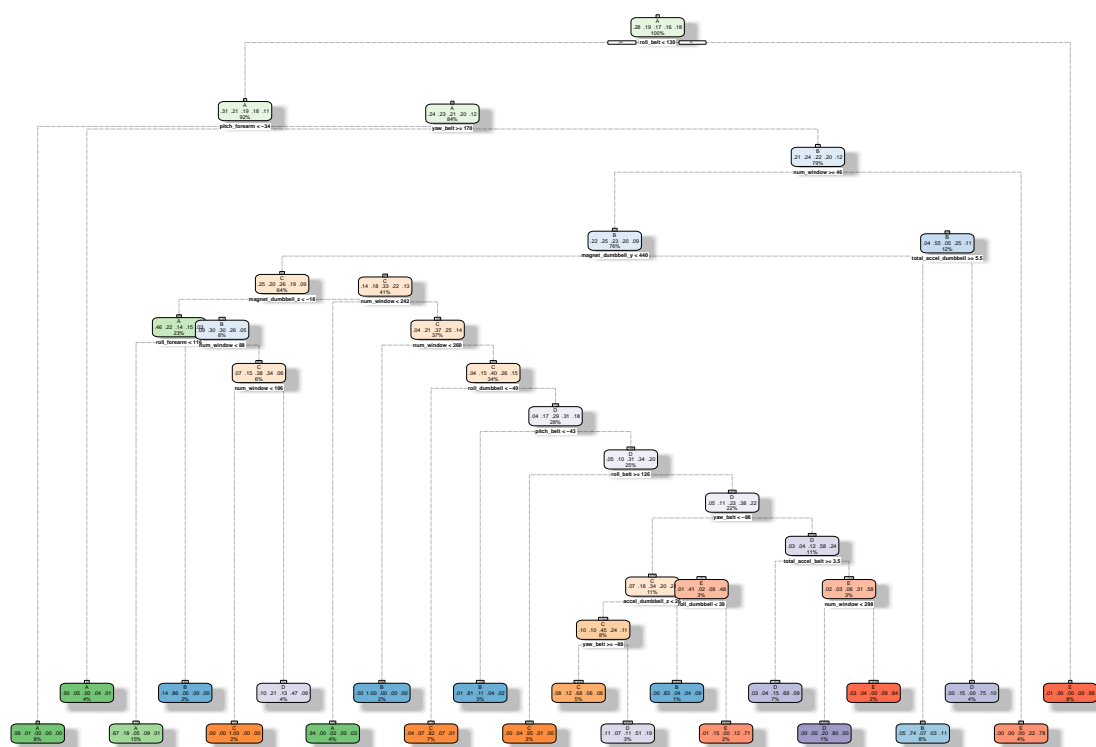 A
.28 .19 .17 .16 .18
100%
roll_belt < 130
A
.31 .21 .19 .18 .11
92%
pitch_forearm < −34
A
.24 .23 .21 .20 .12
84%
yaw_belt >= 170
B
.21 .24 .22 .20 .12
79%
num_window >= 46
B
.22 .25 .23 .20 .09
76%
magnet_dumbbell_y < 440
B
.04 .55 .05 .25 .11
12%
total_accel_dumbbell >= 5.5
C
.25 .20 .26 .19 .09
64%
magnet_dumbbell_z < −18
C
.14 .18 .33 .22 .13
41%
num_window < 242
A
.46 .22 .14 .15
23%
roll_forearm < 
B
.30 .30 .26 .05
8%
num_window < 88
C
.04 .21 .37 .25 .14
37%
num_window < 260
C
.07 .15 .38 .34 .06
6%
num_window < 106
C
.04 .15 .40 .26 .15
34%
roll_dumbbell < −40
D
.04 .17 .29 .31 .18
28%
pitch_belt < −43
D
.05 .10 .31 .34 .20
25%
roll_belt >= 126
D
.05 .11 .23 .38 .22
22%
yaw_belt < −88
D
.03 .04 .12 .58 .24
11%
total_accel_belt >= 3.5
C
.07 .18 .34 .20
11%
accel_dumbbell_z < 
E
.01 .41 .02 .09 .48
3%
roll_dumbbell < 39
E
.02 .03 .06 .31 .58
3%
num_window < 298
C
.10 .10 .45 .24 .11
8%
yaw_belt >= −88
A
.90 .05 .00 .04 .01
4%
B
.14 .86 .00 .00 .00
2%
D
.10 .21 .13 .47 .09
4%
B
.00 1.00 .00 .00 .00
2%
B
.01 .81 .11 .04 .02
3%
C
.08 .12 .68 .06 .06
5%
B
.00 .83 .04 .04 .09
1%
D
.03 .04 .15 .69 .09
7%
E
.03 .04 .00 .09 .84
2%
D
.00 .15 .00 .75 .10
4%
E
.01 .00 .00 .00 .99
8%
A
.99 .01 .00 .00 .00
8%
A
.67 .18 .05 .09 .01
15%
C
.00 .00 1.00 .00 .00
2%
A
.94 .00 .02 .00 .03
4%
C
.04 .07 .82 .07 .01
7%
C
.00 .04 .95 .01 .00
3%
D
.11 .07 .11 .51 .19
3%
E
.01 .15 .00 .12 .71
2%
D
.00 .00 .20 .80 .00
1%
B
.05 .74 .07 .03 .11
8%
E
.00 .00 .00 .22 .78
4%